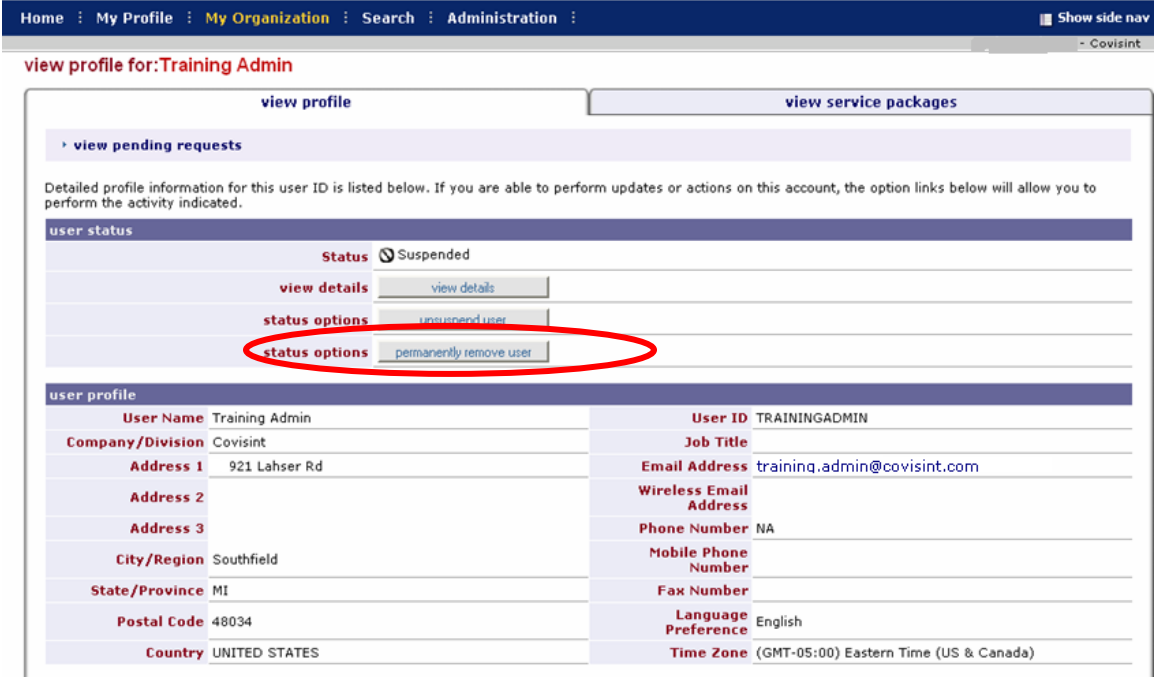 Home My Profile My Organization Search Administration Show side nav
- Covisint
view profile for:Training Admin
view profile view service packages
view pending requests
Detailed profile information for this user ID is listed below. If you are able to perform updates or actions on this account, the option links below will allow you to
perform the activity indicated.
user status
Status Suspended
view details view details
status options unsuspend user
status options permanently remove user
user profile
User Name Training Admin User ID TRAININGADMIN
Company/Division Covisint Job Title
Address 1 921 Lahser Rd Email Address training.admin@covisint.com
Address 2 Wireless Email
Address
Address 3 Phone Number NA
City/Region Southfield Mobile Phone
Number
State/Province MI Fax Number
Postal Code 48034 Language
Preference English
Country UNITED STATES Time Zone (GMT-05:00) Eastern Time (US & Canada)